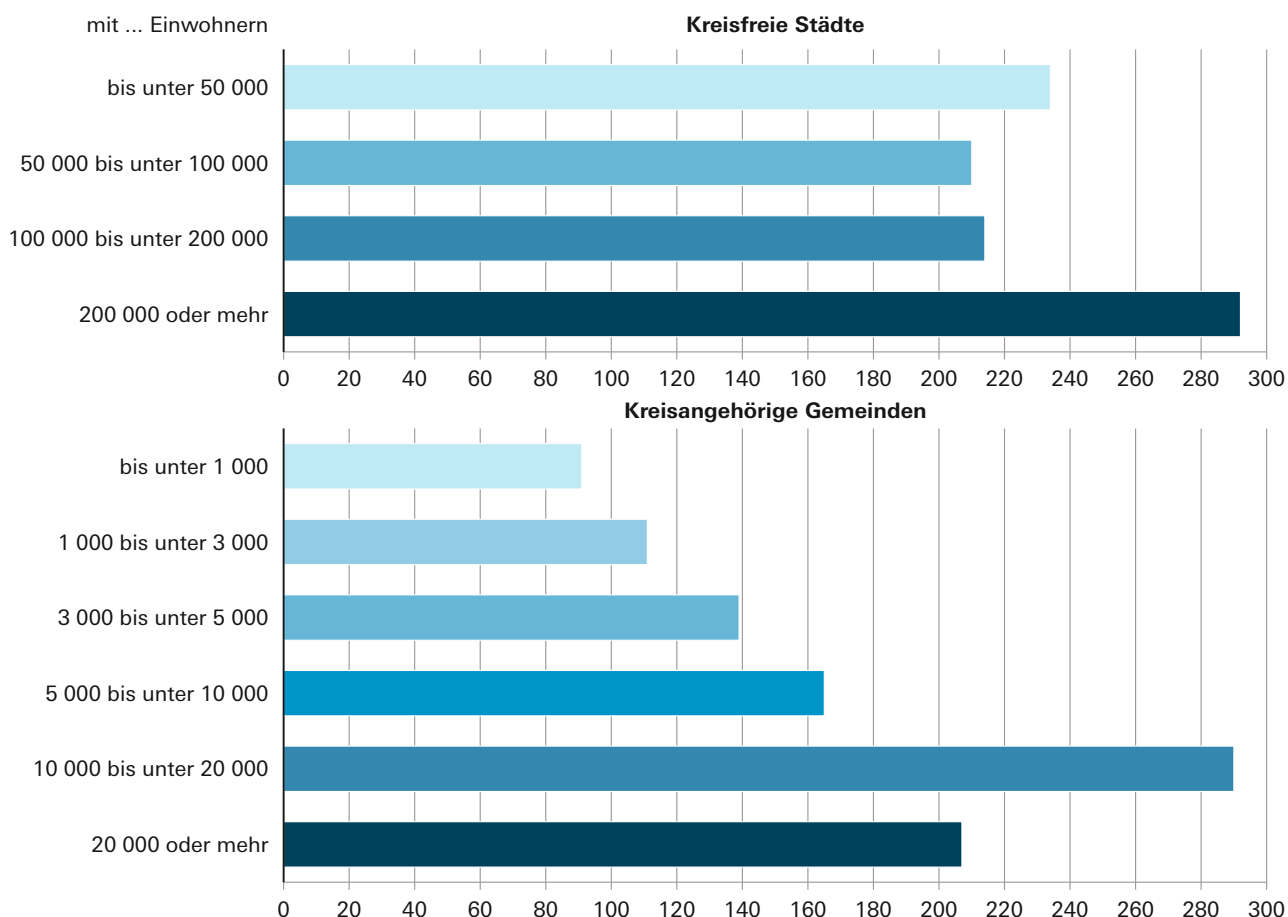 mit ... Einwohnern
Kreisfreie Städte
bis unter 50 000
50 000 bis unter 100 000
100 000 bis unter 200 000
200 000 oder mehr
0 20 40 60 80 100 120 140 160 180 200 220 240 260 280 300
Kreisangehörige Gemeinden
bis unter 1 000
1 000 bis unter 3 000
3 000 bis unter 5 000
5 000 bis unter 10 000
10 000 bis unter 20 000
20 000 oder mehr
0 20 40 60 80 100 120 140 160 180 200 220 240 260 280 300